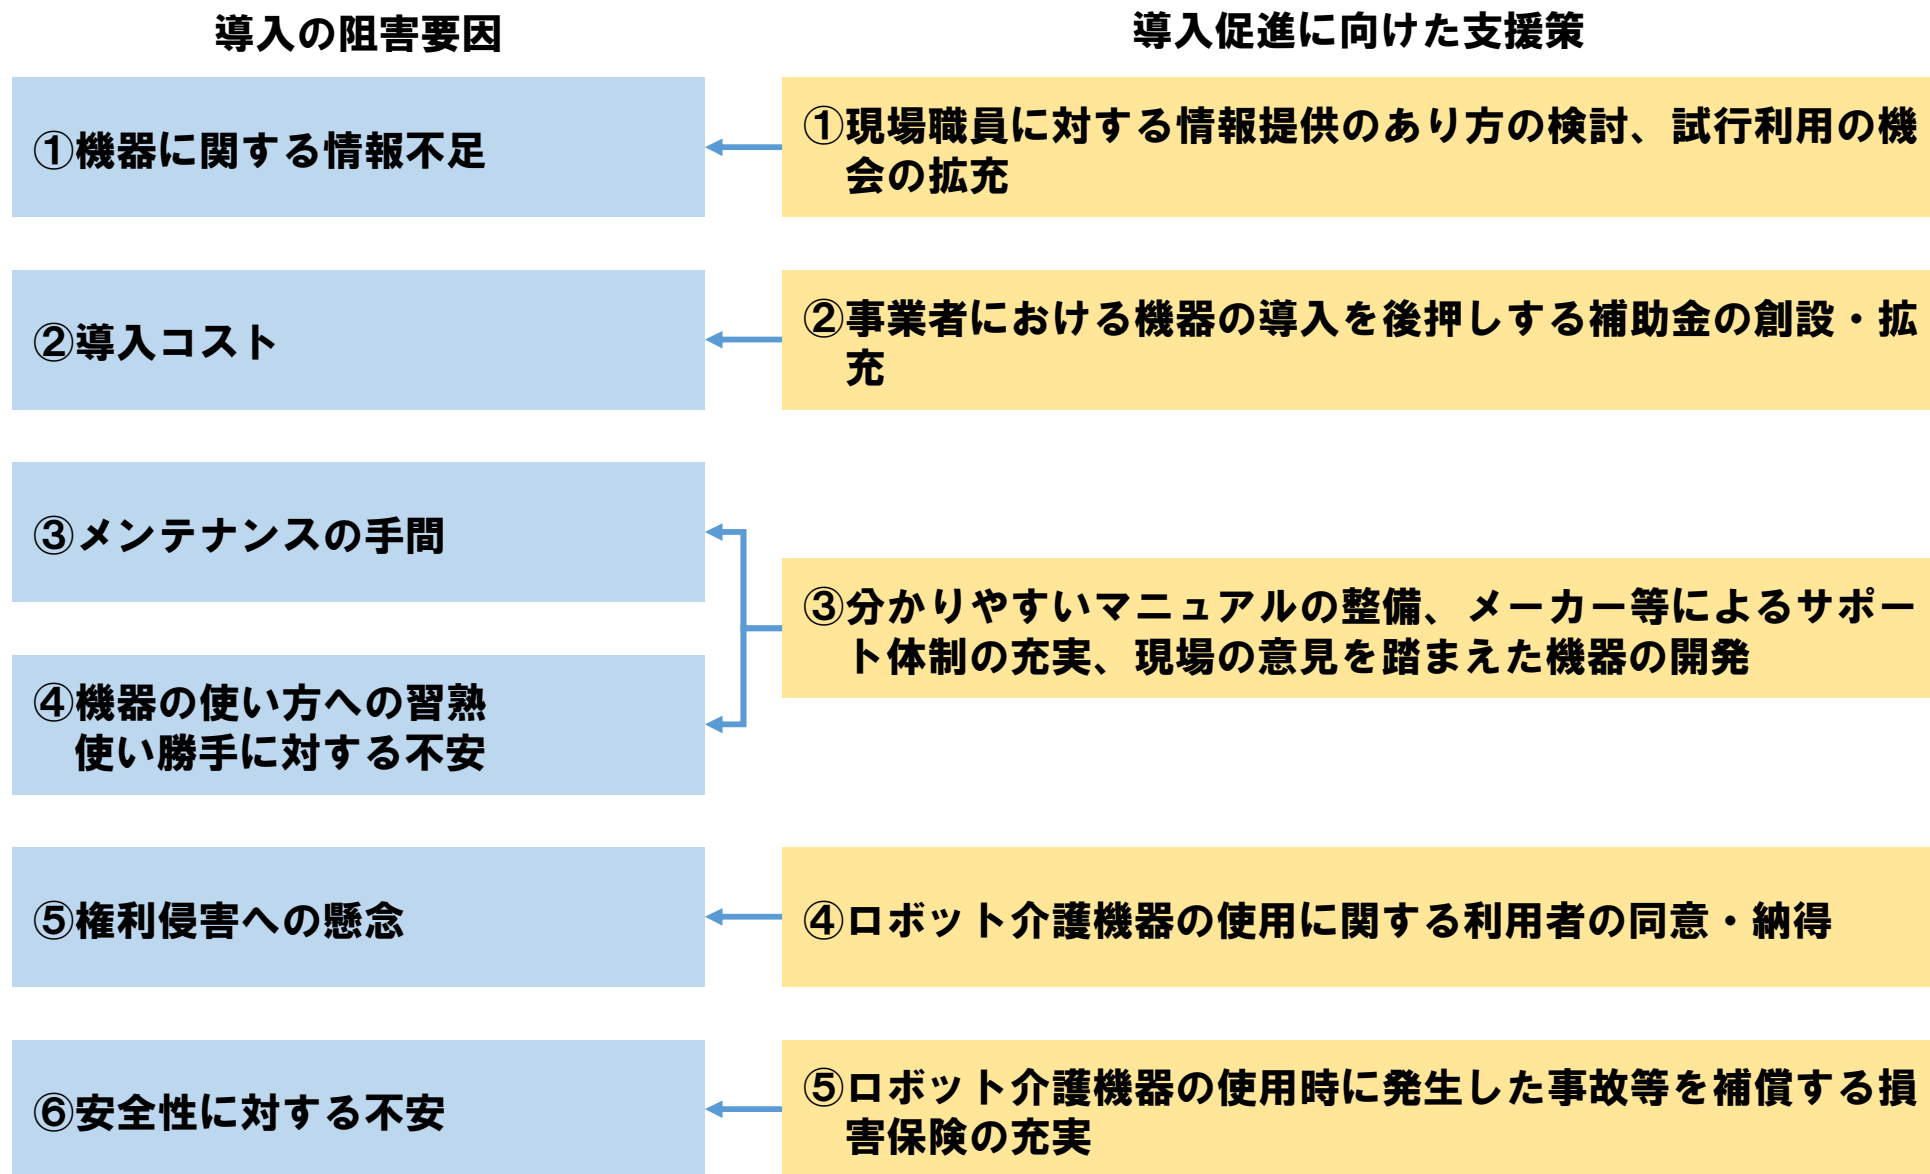 導入の阻害要因
導入促進に向けた支援策
①機器に関する情報不足
①現場職員に対する情報提供のあり方の検討、試行利用の機
会の拡充
②導入コスト
②事業者における機器の導入を後押しする補助金の創設・拡
充
③メンテナンスの手間
④機器の使い方への習熟
使い勝手に対する不安
③分かりやすいマニュアルの整備、メーカー等によるサポー
ト体制の充実、現場の意見を踏まえた機器の開発
⑤権利侵害への懸念
④ロボット介護機器の使用に関する利用者の同意・納得
⑥安全性に対する不安
⑤ロボット介護機器の使用時に発生した事故等を補償する損
害保険の充実